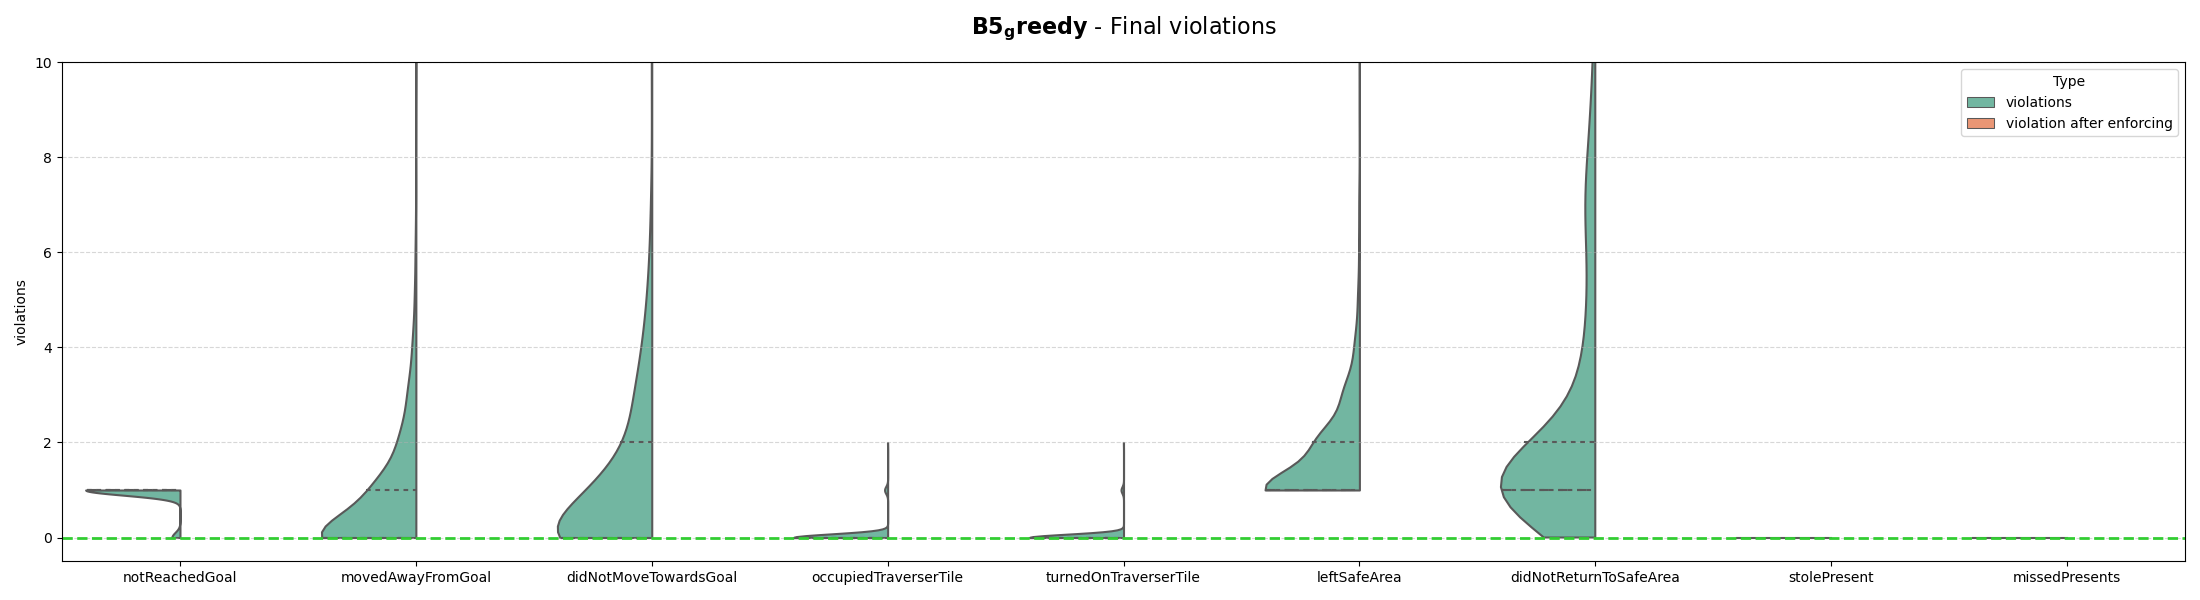 B5greedy - Final violations
10
8
6
4
2
0
violations
Type
violations
violation after enforcing
notReachedGoal movedAwayFromGoal didNotMoveTowardsGoal occupiedTraverserTile turnedOnTraverserTile leftSafeArea didNotReturnToSafeArea stolePresent missedPresents